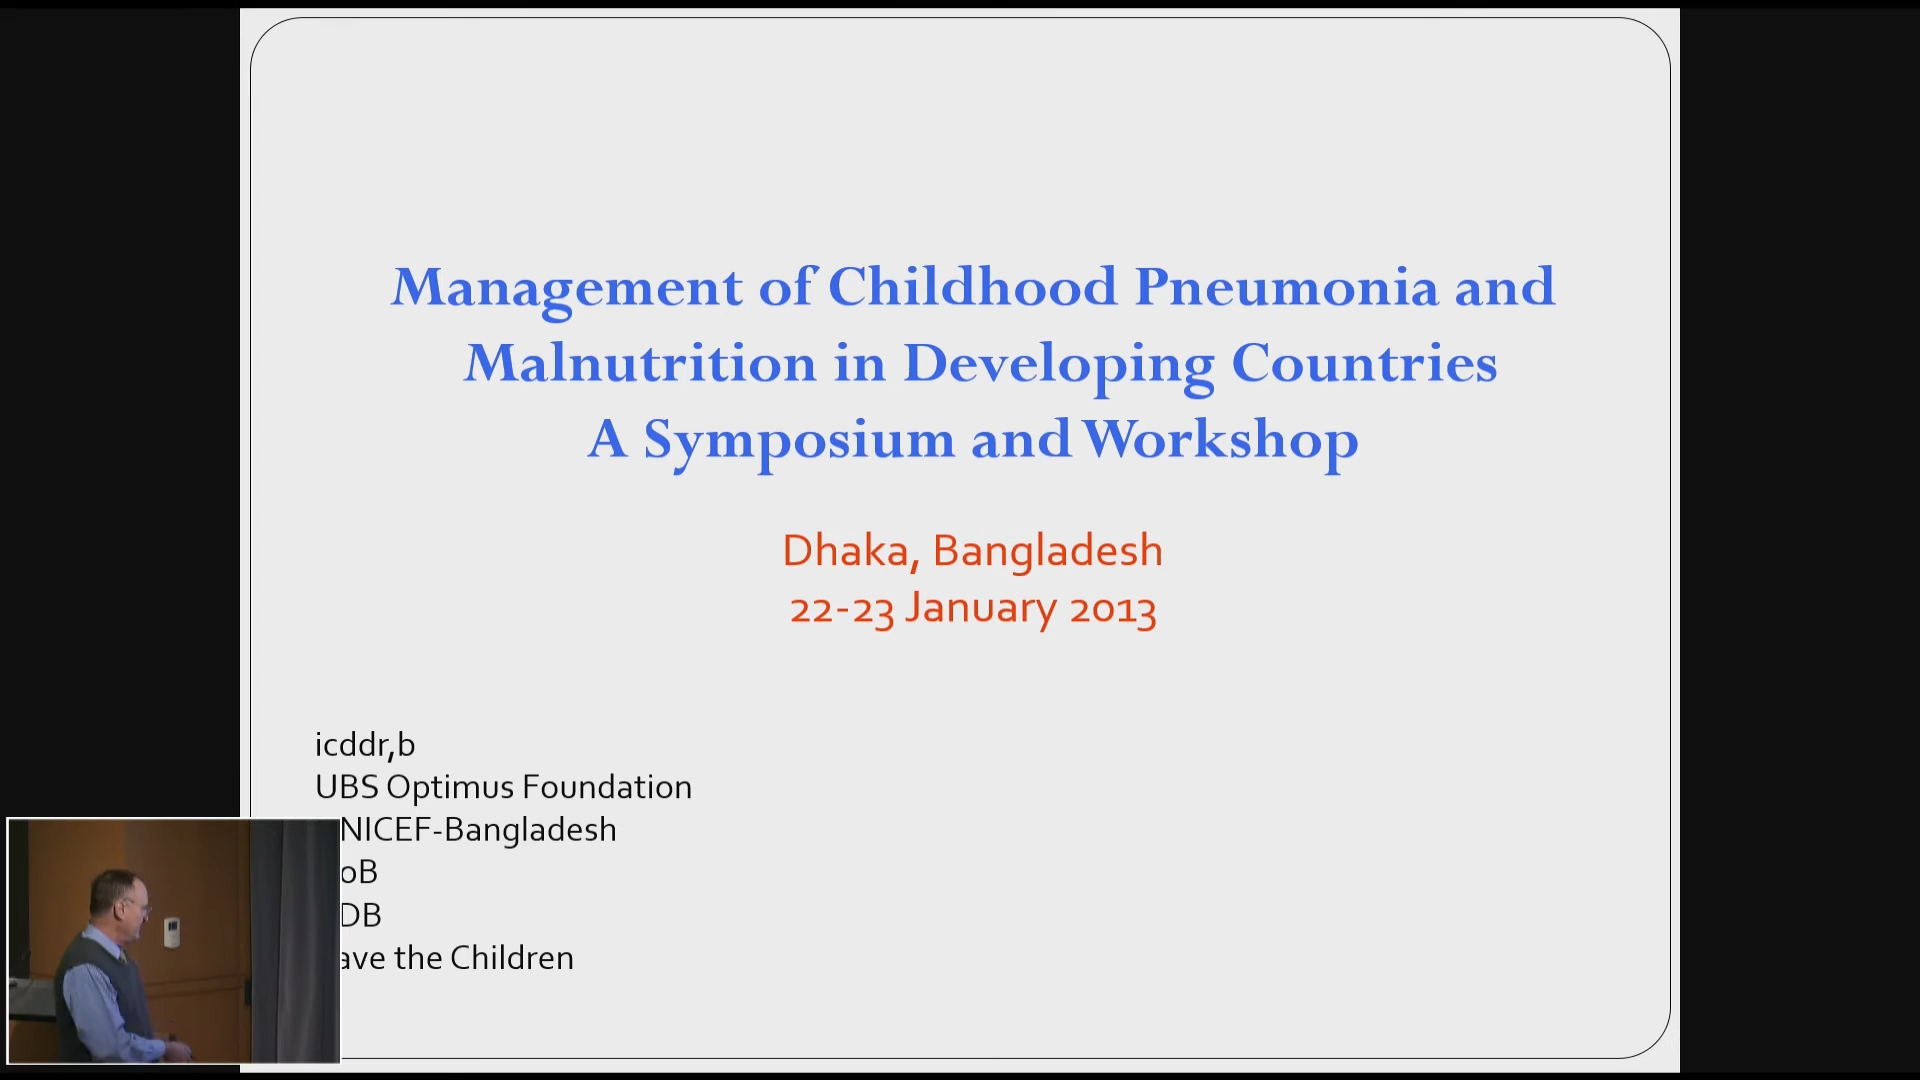 Management of Childhood Pneumonia and
Malnutrition in Developing Countries
A Symposium and Workshop
Dhaka, Bangladesh
22-23 January 2013
icddr,b
UBS Optimus Foundation
NICEF-Bangladesh
oB
DB
ave the Children